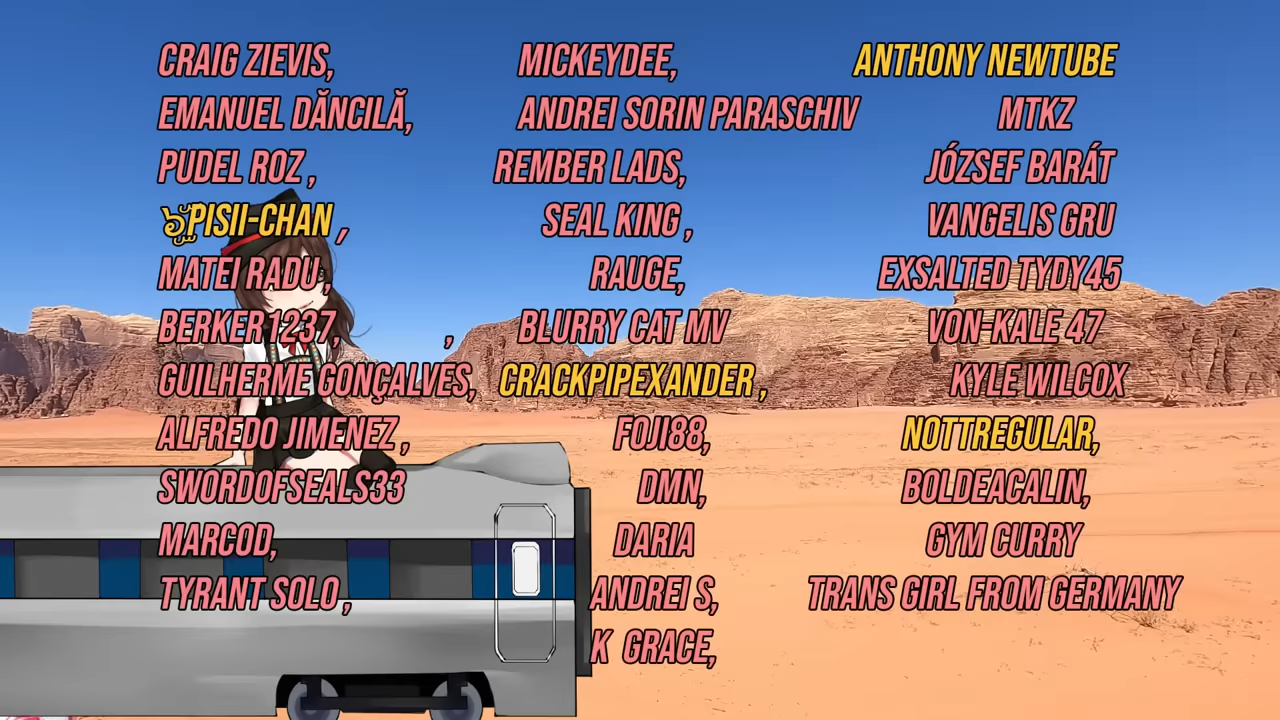 CRAIG ZIEVIS, MICKEYDEE, ANTHONY NEWTUBE
EMANUEL DĂNCILĂ, ANDREI SORIN PARASCHIV MTKZ
PUDEL ROZ , REMBER LADS, JÓZSEF BARÁT
PISII-CHAN , SEAL KING , VANGELIS GRU
MATEI RADU , RAUGE, EXSALTED TYDY45
BERKER1237, , BLURRY CAT MV VON-KALE 47
GUILHERME GONÇALVES, CRACKPIPEXANDER , KYLE WILCOX
ALFREDO JIMENEZ , FOJI88, NOTTREGULAR,
SWORDOFSEALS33 DMN, BOLDEACALIN,
MARCOD, DARIA GYM CURRY
TYRANT SOLO , ANDREI S, TRANS GIRL FROM GERMANY
K GRACE,